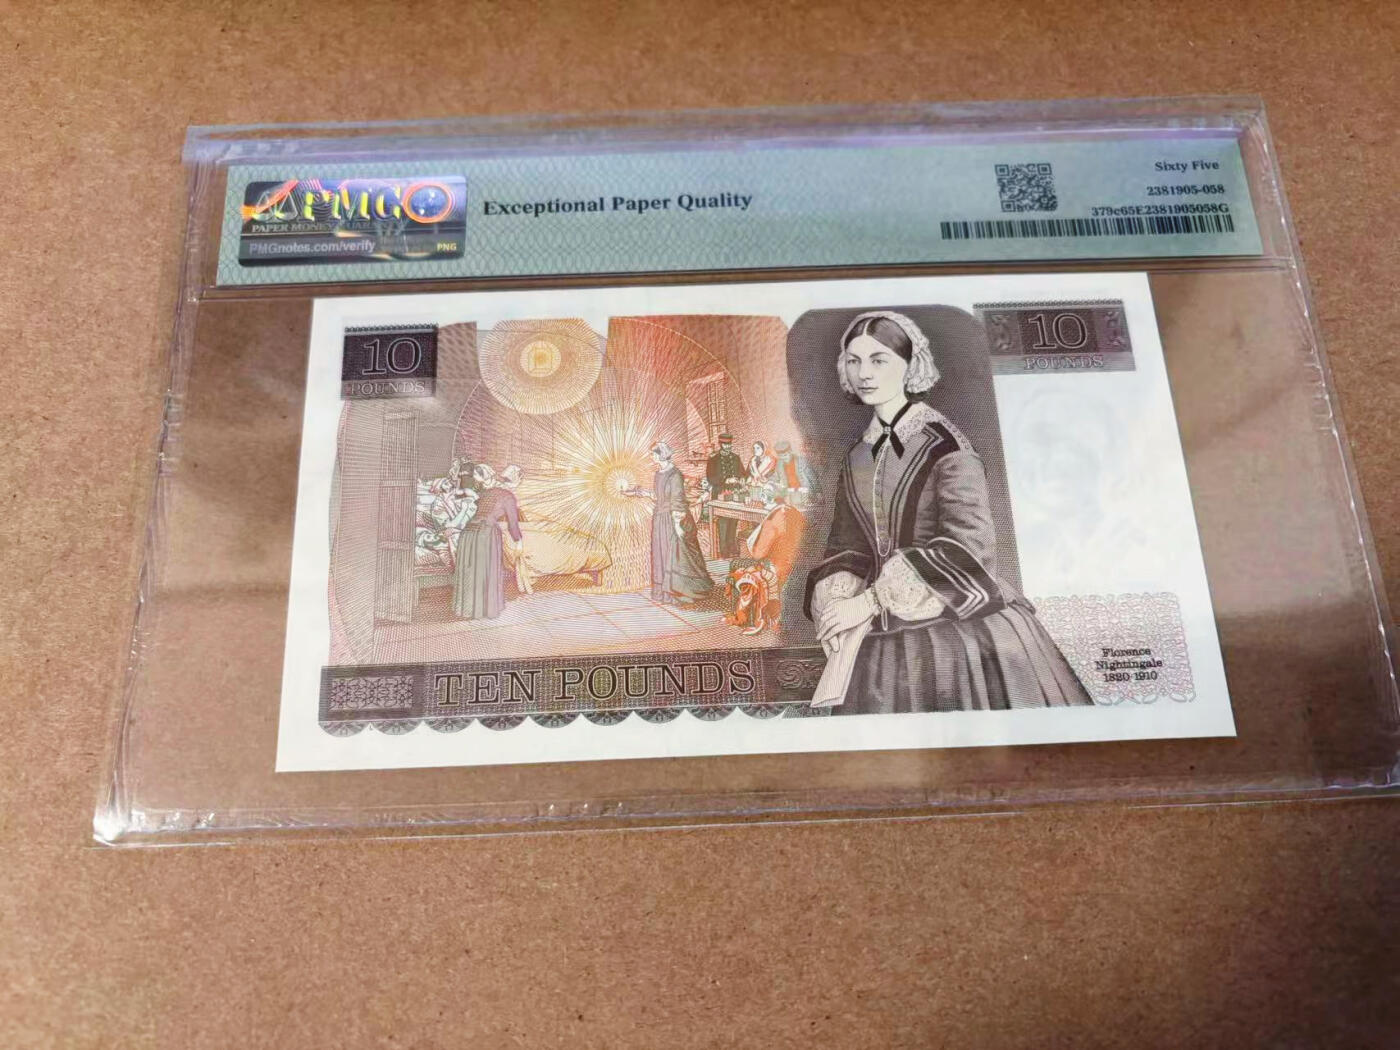 PMG
PAPER MONEY GUARANTY
PMGnotes.com/verify
PNG
Exceptional Paper Quality
Sixty Five
2381905-058
379c65E2381905058G
10
POUNDS
10
POUNDS
TEN POUNDS
Florence
Nightingale
1820-1910